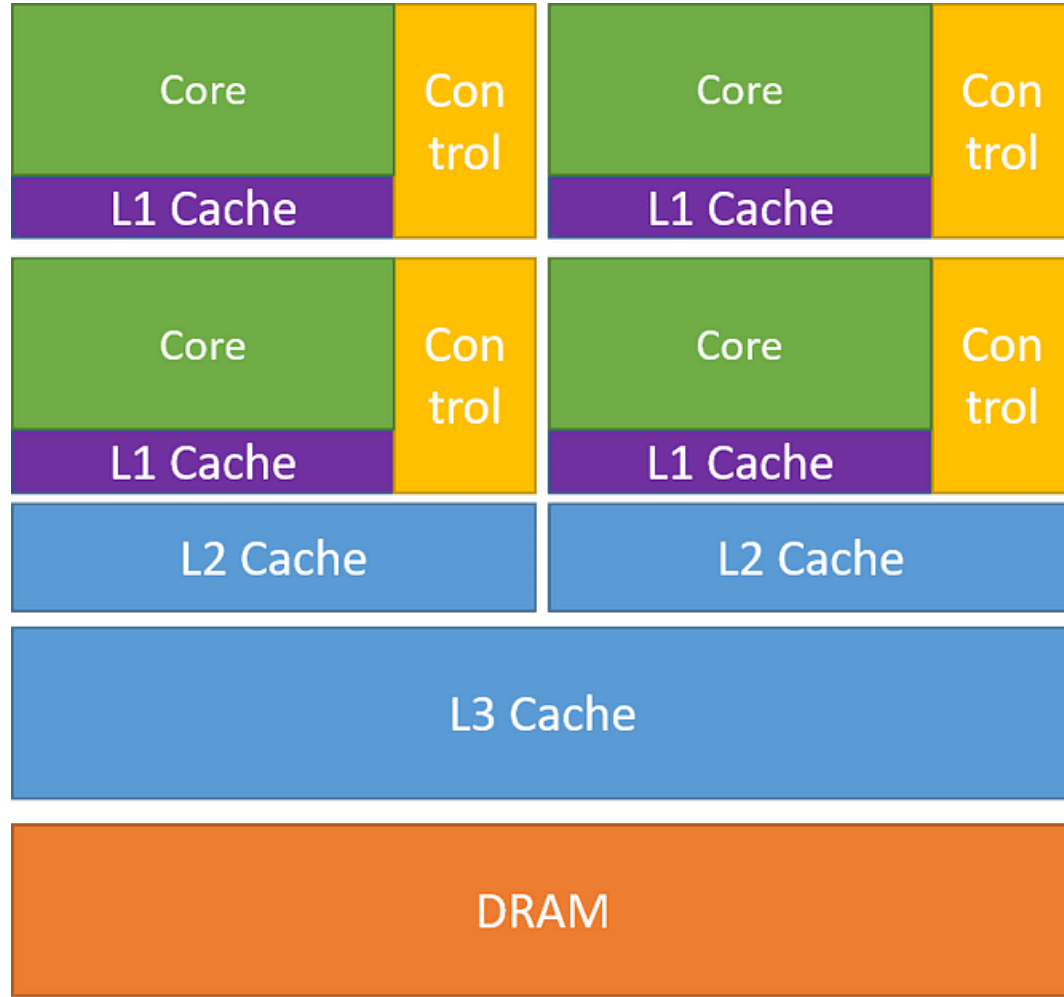 Core
Con
trol
L1 Cache
Core
Con
trol
L1 Cache
Core
Con
trol
L1 Cache
Core
Con
trol
L1 Cache
L2 Cache
L2 Cache
L3 Cache
DRAM